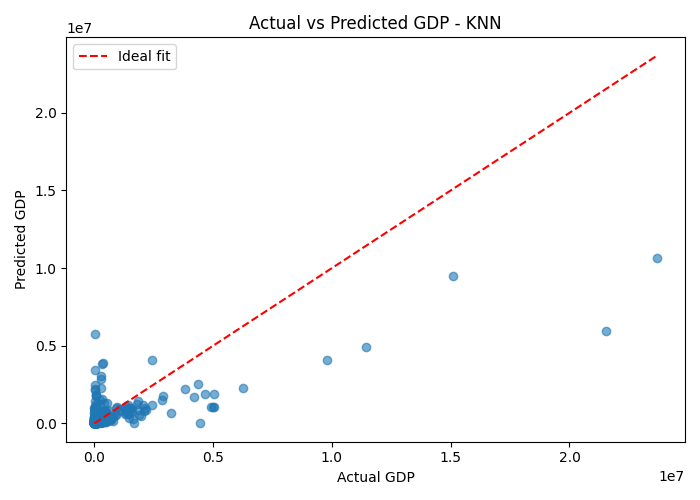 Actual vs Predicted GDP - KNN
1e7
Ideal fit
Predicted GDP
2.0
1.5
1.0
0.5
0.0
0.0 0.5 1.0 1.5 2.0
1e7
Actual GDP